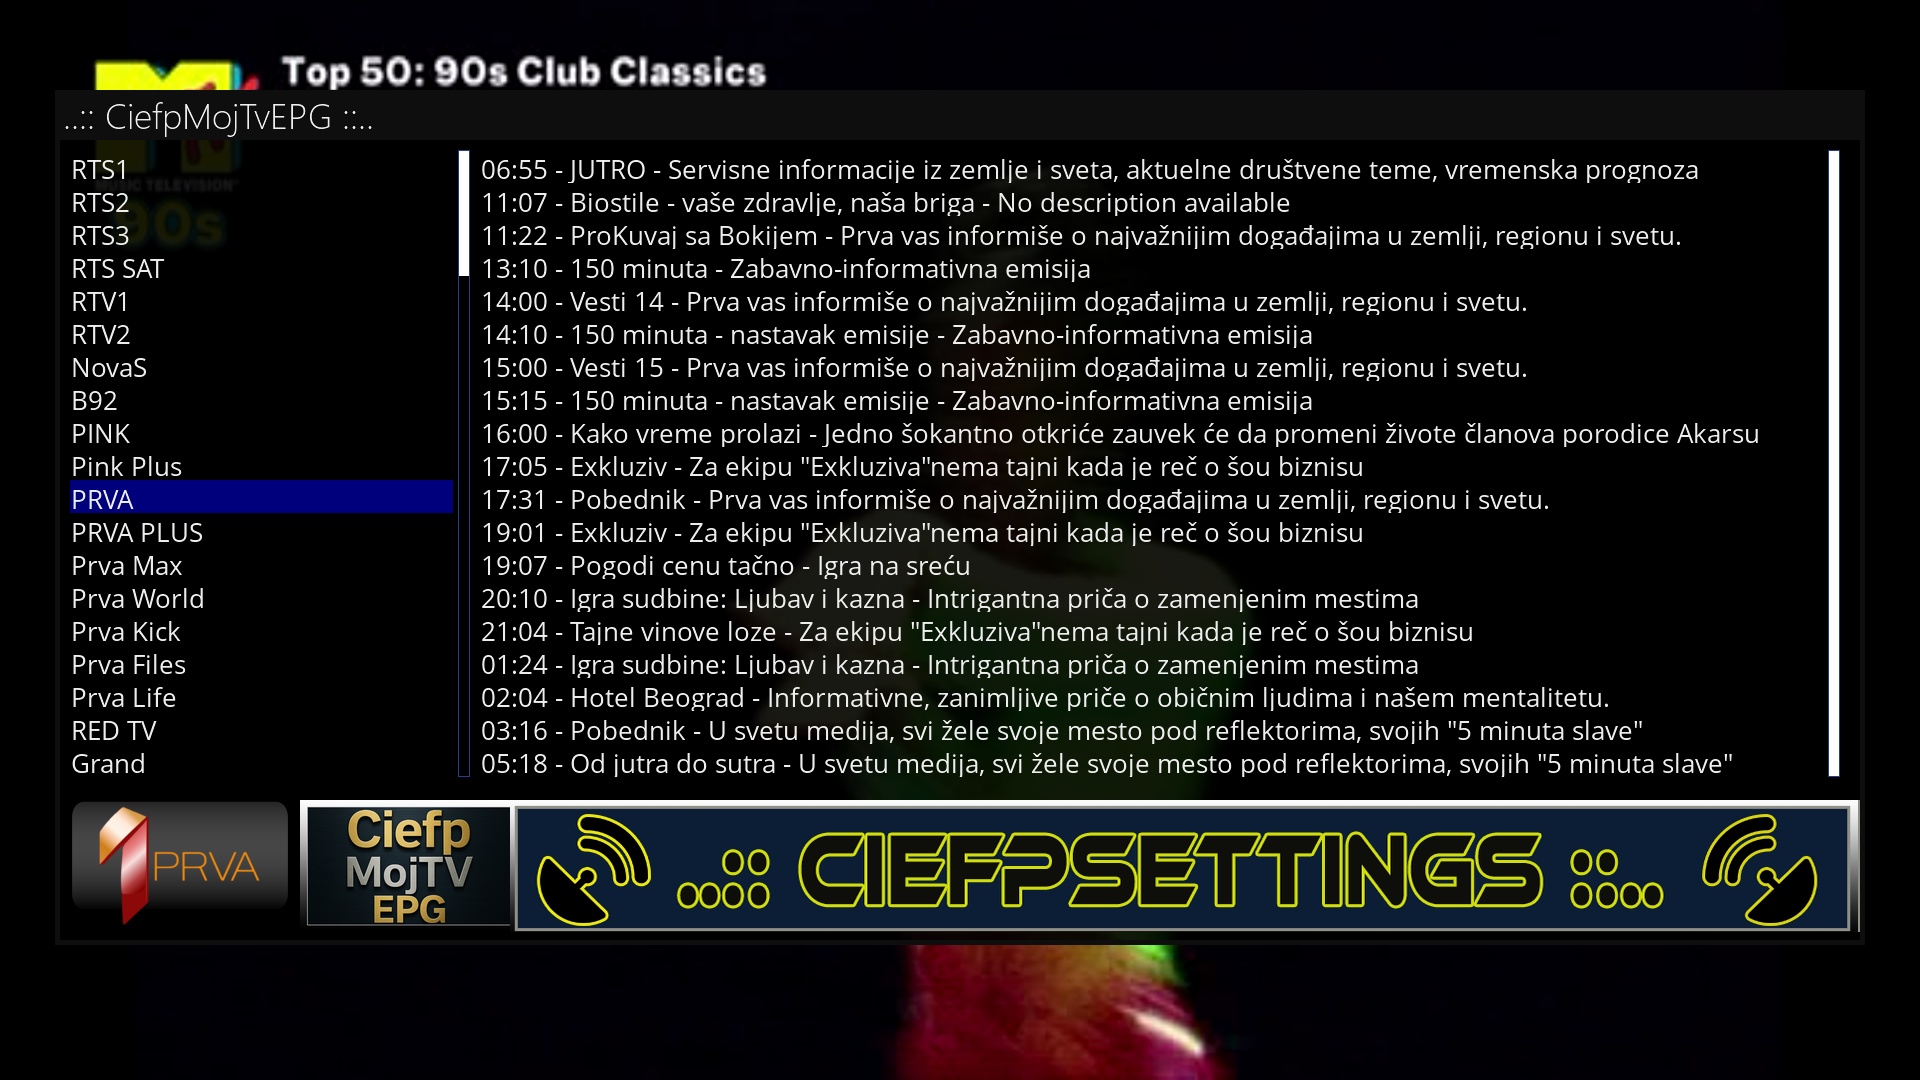 Top 50: 90s Club Classics
..:: CiefpMojTvEPG ::..
MUSIC TELEVISION
90s
RTS1
RTS2
RTS3
RTS SAT
RTV1
RTV2
NovaS
B92
PINK
Pink Plus
PRVA
PRVA PLUS
Prva Max
Prva World
Prva Kick
Prva Files
Prva Life
RED TV
Grand
06:55 - JUTRO - Servisne informacije iz zemlje i sveta, aktuelne društvene teme, vremenska prognoza
11:07 - Biostile - vaše zdravlje, naša briga - No description available
11:22 - ProKuvaj sa Bokijem - Prva vas informiše o najvažnijim događajima u zemlji, regionu i svetu.
13:10 - 150 minuta - Zabavno-informativna emisija
14:00 - Vesti 14 - Prva vas informiše o najvažnijim događajima u zemlji, regionu i svetu.
14:10 - 150 minuta - nastavak emisije - Zabavno-informativna emisija
15:00 - Vesti 15 - Prva vas informiše o najvažnijim događajima u zemlji, regionu i svetu.
15:15 - 150 minuta - nastavak emisije - Zabavno-informativna emisija
16:00 - Kako vreme prolazi - Jedno šokantno otkriće zauvek će da promeni živote članova porodice Akarsu
17:05 - Exkluziv - Za ekipu "Exkluziva"nema tajni kada je reč o šou biznisu
17:31 - Pobednik - Prva vas informiše o najvažnijim događajima u zemlji, regionu i svetu.
19:01 - Exkluziv - Za ekipu "Exkluziva"nema tajni kada je reč o šou biznisu
19:07 - Pogodi cenu tačno - Igra na sreću
20:10 - Igra sudbine: Ljubav i kazna - Intrigantna priča o zamenjenim mestima
21:04 - Tajne vinove loze - Za ekipu "Exkluziva"nema tajni kada je reč o šou biznisu
01:24 - Igra sudbine: Ljubav i kazna - Intrigantna priča o zamenjenim mestima
02:04 - Hotel Beograd - Informativne, zanimljive priče o običnim ljudima i našem mentalitetu.
03:16 - Pobednik - U svetu medija, svi žele svoje mesto pod reflektorima, svojih "5 minuta slave"
05:18 - Od jutra do sutra - U svetu medija, svi žele svoje mesto pod reflektorima, svojih "5 minuta slave"
1 PRVA
Ciefp
MojTV
EPG
..:: CIEFPSETTINGS ::..